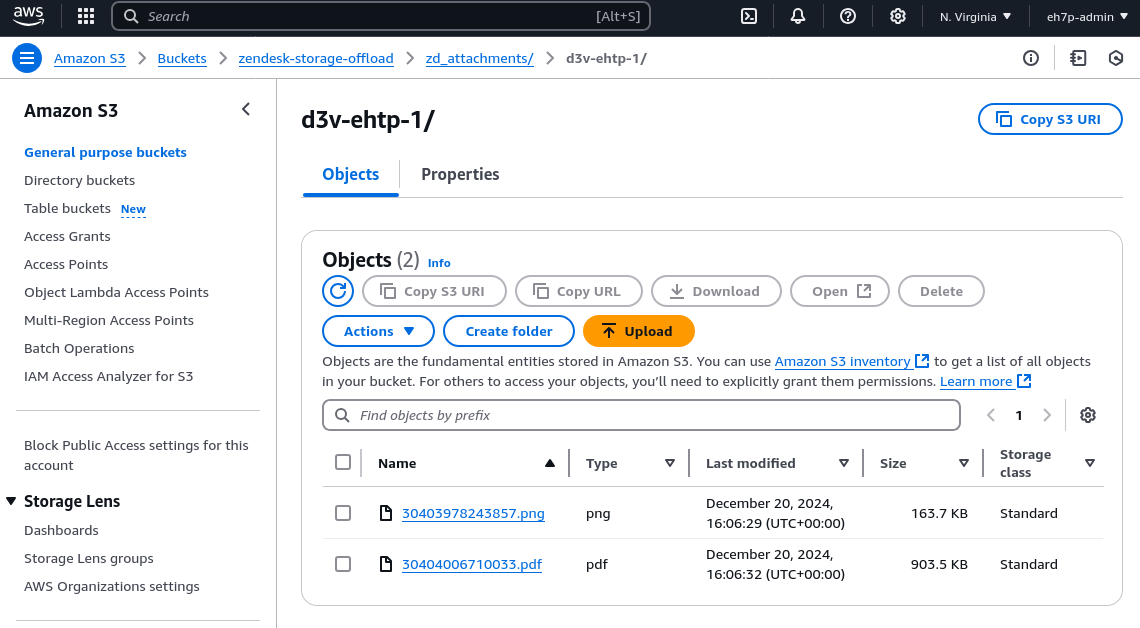 aws
Search [Alt+S]
N. Virginia
eh7p-admin
Amazon S3 > Buckets > zendesk-storage-offload > zd_attachments/ > d3v-ehtp-1/
Amazon S3
General purpose buckets
Directory buckets
Table buckets New
Access Grants
Access Points
Object Lambda Access Points
Multi-Region Access Points
Batch Operations
IAM Access Analyzer for S3
Block Public Access settings for this
account
Storage Lens
Dashboards
Storage Lens groups
AWS Organizations settings
d3v-ehtp-1/
Copy S3 URI
Objects
Properties
Objects (2) Info
Copy S3 URI
Copy URL
Download
Open
Delete
Actions
Create folder
Upload
Objects are the fundamental entities stored in Amazon S3. You can use Amazon S3 inventory to get a list of all objects
in your bucket. For others to access your objects, you'll need to explicitly grant them permissions. Learn more
Find objects by prefix
1
Name
Type
Last modified
Size
Storage
class
30403978243857.png
png
December 20, 2024,
16:06:29 (UTC+00:00)
163.7 KB
Standard
30404006710033.pdf
pdf
December 20, 2024,
16:06:32 (UTC+00:00)
903.5 KB
Standard